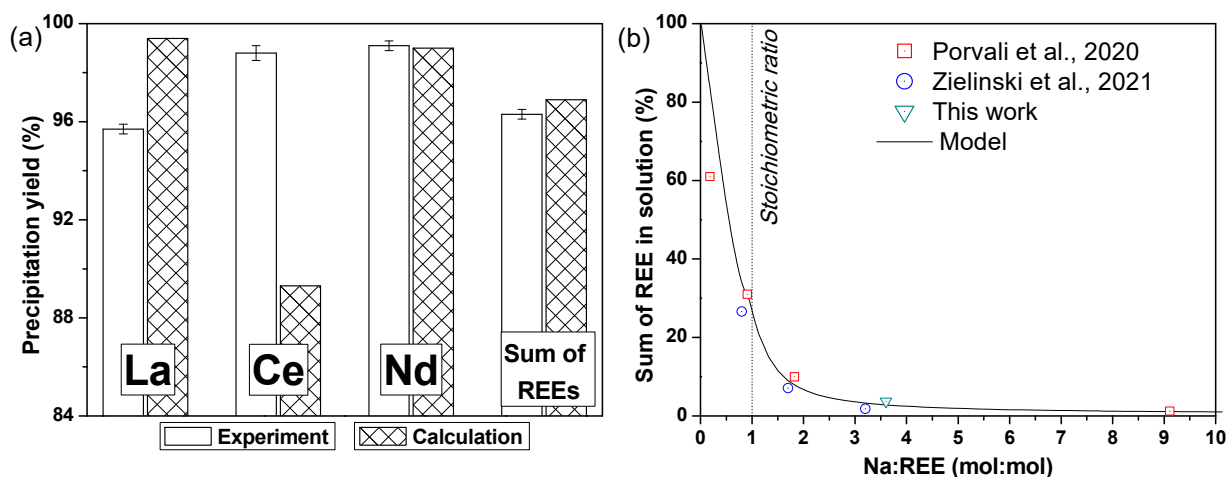 (a)
Precipitation yield (%)
100
96
92
88
84
La
Ce
Nd
Sum of
REEs
Experiment
Calculation
(b)
Sum of REE in solution (%)
100
80
60
40
20
0
Stoichiometric ratio
Porvali et al., 2020
Zielinski et al., 2021
This work
Model
0 1 2 3 4 5 6 7 8 9 10
Na:REE (mol:mol)